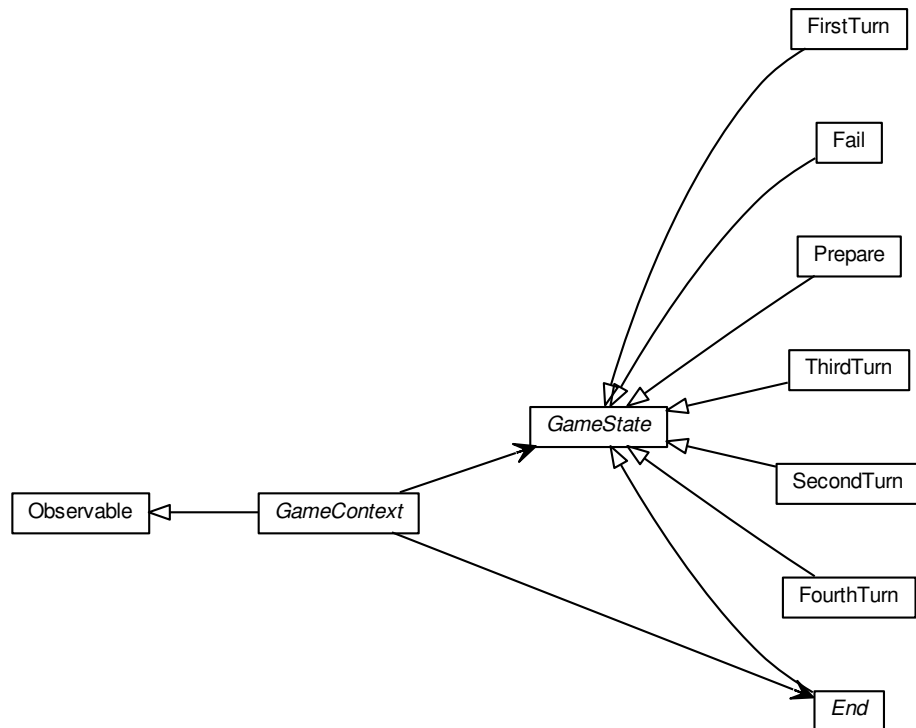 FirstTurn
Fail
Prepare
ThirdTurn
GameState
SecondTurn
Observable
GameContext
FourthTurn
End